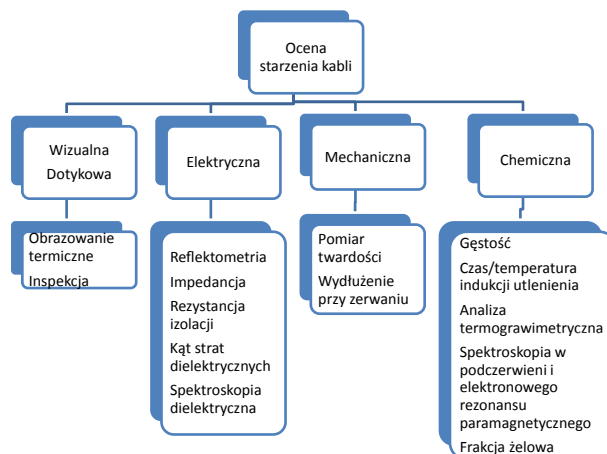 Ocena
starzenia kabli
Wizualna
Dotykowa
Elektryczna
Mechaniczna
Chemiczna
Obrazowanie
termiczne
Inspekcja
Reflektometria
Impedancja
Rezystancja
izolacji
Kąt strat
dielektrycznych
Spektroskopia
dielektryczna
Pomiar
twardości
Wydłużenie
przy zerwaniu
Gęstość
Czas/temperatura
indukcji utlenienia
Analiza
termograwimetryczna
Spektroskopia w
podczerwieni i
elektronowego
rezonansu
paramagnetycznego
Frakcja żelowa